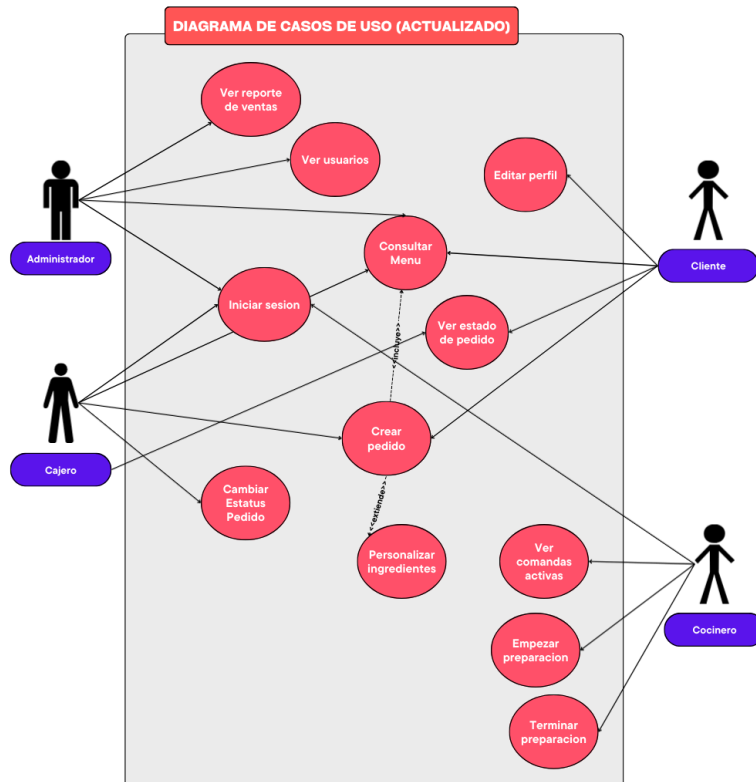 DIAGRAMA DE CASOS DE USO (ACTUALIZADO)
Ver reporte
de ventas
Ver usuarios
Editar perfil
Administrador
Consultar
Menu
Cliente
Iniciar sesion
Ver estado
de pedido
<<incluye>>
Crear
pedido
Cajero
Cambiar
Estatus
Pedido
<<extiende>>
Personalizar
ingredientes
Ver
comandas
activas
Cocinero
Empezar
preparacion
Terminar
preparacion